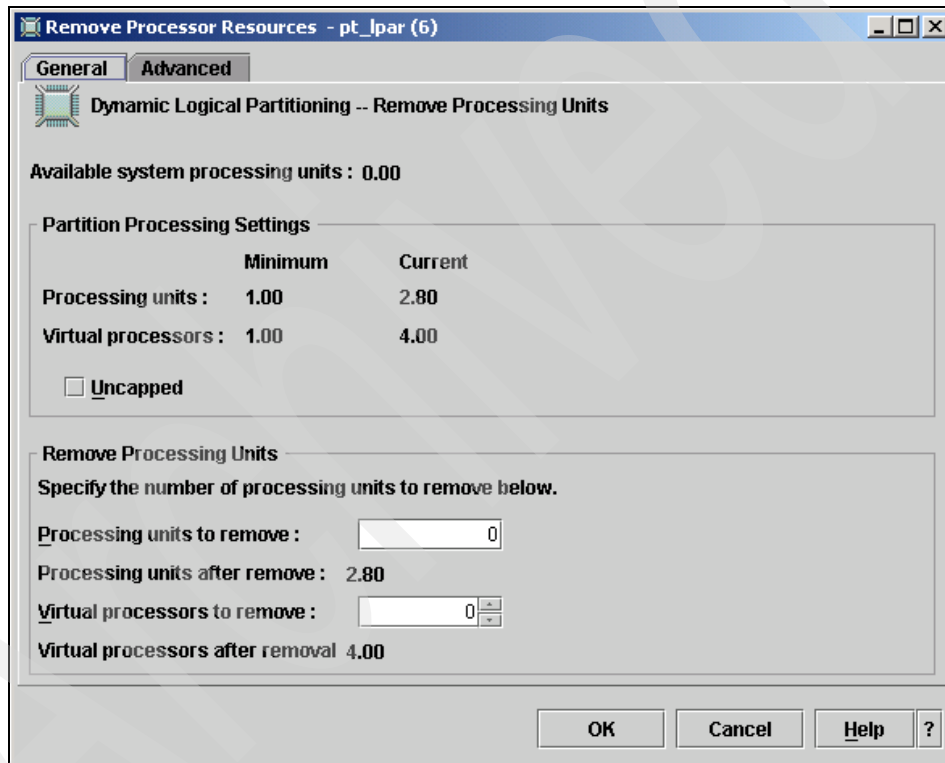 Remove Processor Resources - pt_lpar (6)
General Advanced
Dynamic Logical Partitioning -- Remove Processing Units
Available system processing units : 0.00
Partition Processing Settings
Minimum Current
Processing units : 1.00 2.80
Virtual processors : 1.00 4.00
Uncapped
Remove Processing Units
Specify the number of processing units to remove below.
Processing units to remove : 0
Processing units after remove : 2.80
Virtual processors to remove : 0
Virtual processors after removal 4.00
OK Cancel Help ?